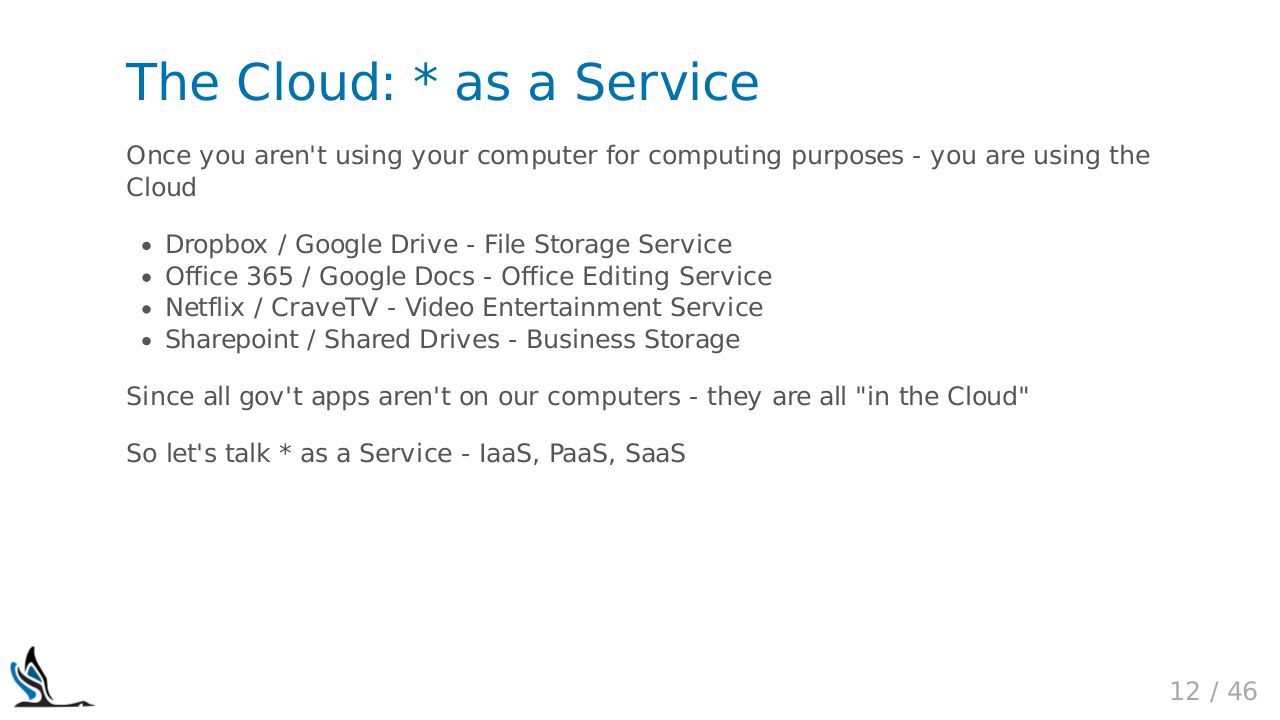 The Cloud: * as a Service
Once you aren't using your computer for computing purposes - you are using the
Cloud
• Dropbox / Google Drive - File Storage Service
• Office 365 / Google Docs - Office Editing Service
• Netflix / CraveTV - Video Entertainment Service
• Sharepoint / Shared Drives - Business Storage
Since all gov't apps aren't on our computers - they are all "in the Cloud"
So let's talk * as a Service - IaaS, PaaS, SaaS
12 / 46